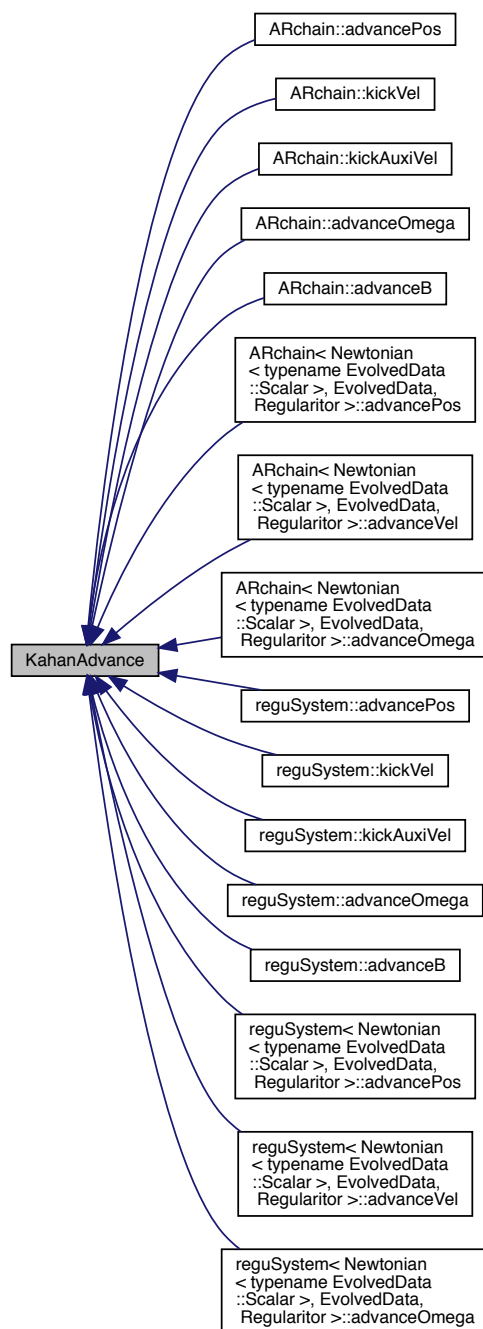 ARchain::advancePos
ARchain::kickVel
ARchain::kickAuxiVel
ARchain::advanceOmega
ARchain::advanceB
ARchain< Newtonian
< typename EvolvedData
::Scalar >, EvolvedData,
Regularitor >::advancePos
ARchain< Newtonian
< typename EvolvedData
::Scalar >, EvolvedData,
Regularitor >::advanceVel
ARchain< Newtonian
< typename EvolvedData
::Scalar >, EvolvedData,
Regularitor >::advanceOmega
KahanAdvance
reguSystem::advancePos
reguSystem::kickVel
reguSystem::kickAuxiVel
reguSystem::advanceOmega
reguSystem::advanceB
reguSystem< Newtonian
< typename EvolvedData
::Scalar >, EvolvedData,
Regularitor >::advancePos
reguSystem< Newtonian
< typename EvolvedData
::Scalar >, EvolvedData,
Regularitor >::advanceVel
reguSystem< Newtonian
< typename EvolvedData
::Scalar >, EvolvedData,
Regularitor >::advanceOmega